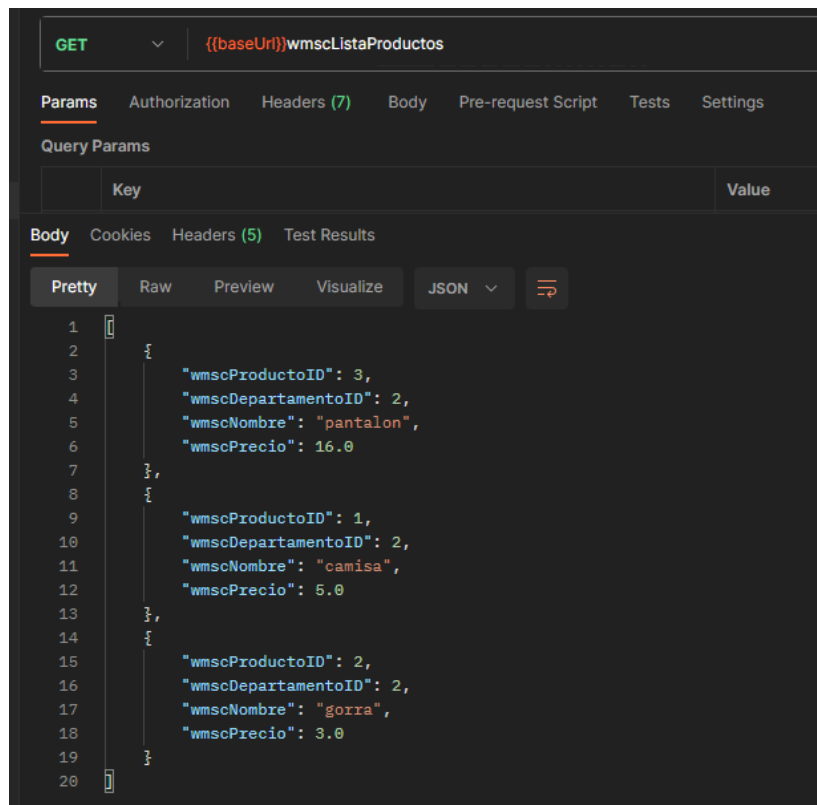 GET {{baseUrl}}wmscListaProductos
Params Authorization Headers (7) Body Pre-request Script Tests Settings
Query Params
Key Value
Body Cookies Headers (5) Test Results
Pretty Raw Preview Visualize JSON
1 [
2 {
3 "wmscProductoID": 3,
4 "wmscDepartamentoID": 2,
5 "wmscNombre": "pantalon",
6 "wmscPrecio": 16.0
7 },
8 {
9 "wmscProductoID": 1,
10 "wmscDepartamentoID": 2,
11 "wmscNombre": "camisa",
12 "wmscPrecio": 5.0
13 },
14 {
15 "wmscProductoID": 2,
16 "wmscDepartamentoID": 2,
17 "wmscNombre": "gorra",
18 "wmscPrecio": 3.0
19 }
20 ]